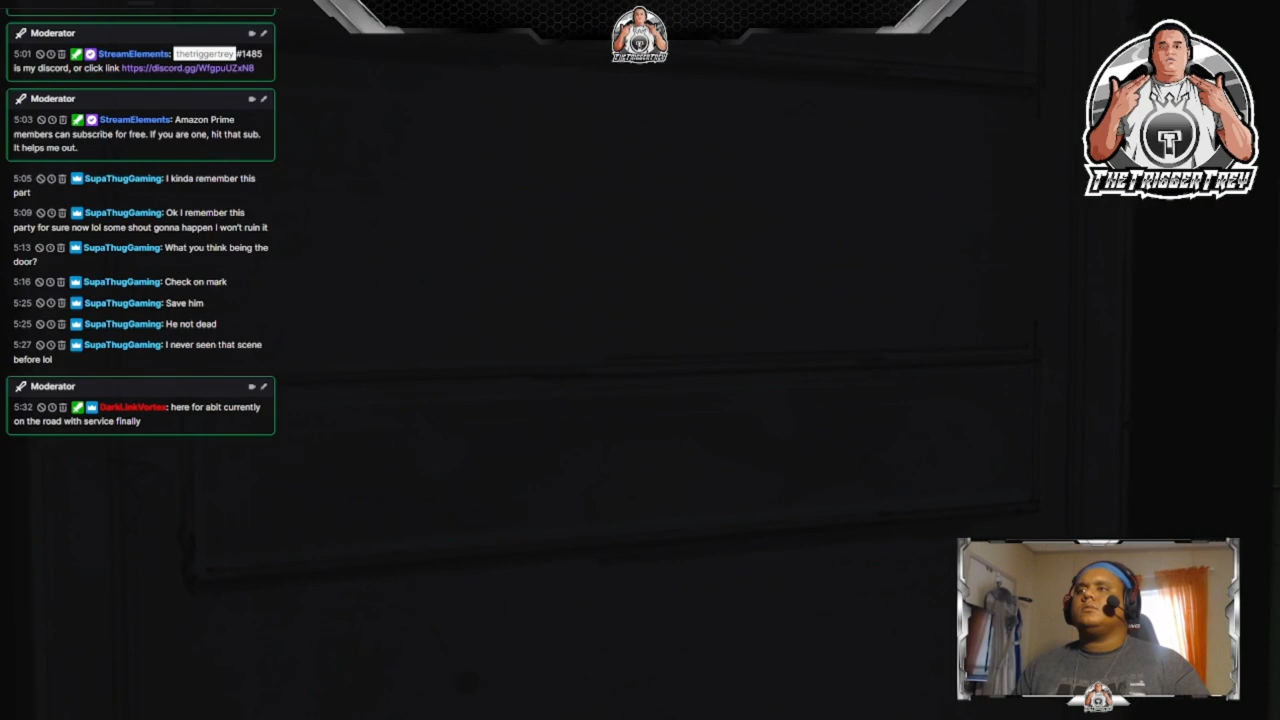 Moderator
5:01 StreamElements: thetriggertrey #1485
is my discord, or click link https://discord.gg/WfgpuUZxN8
Moderator
5:03 StreamElements: Amazon Prime
members can subscribe for free. If you are one, hit that sub.
It helps me out.
5:05 SupaThugGaming: I kinda remember this
part
5:09 SupaThugGaming: Ok I remember this
party for sure now lol some shout gonna happen I won't ruin it
5:13 SupaThugGaming: What you think being the
door?
5:16 SupaThugGaming: Check on mark
5:25 SupaThugGaming: Save him
5:25 SupaThugGaming: He not dead
5:27 SupaThugGaming: I never seen that scene
before lol
Moderator
5:32 DarkLinkVortex: here for abit currently
on the road with service finally
THETRIGGERTREY
T
THETRIGGERTREY